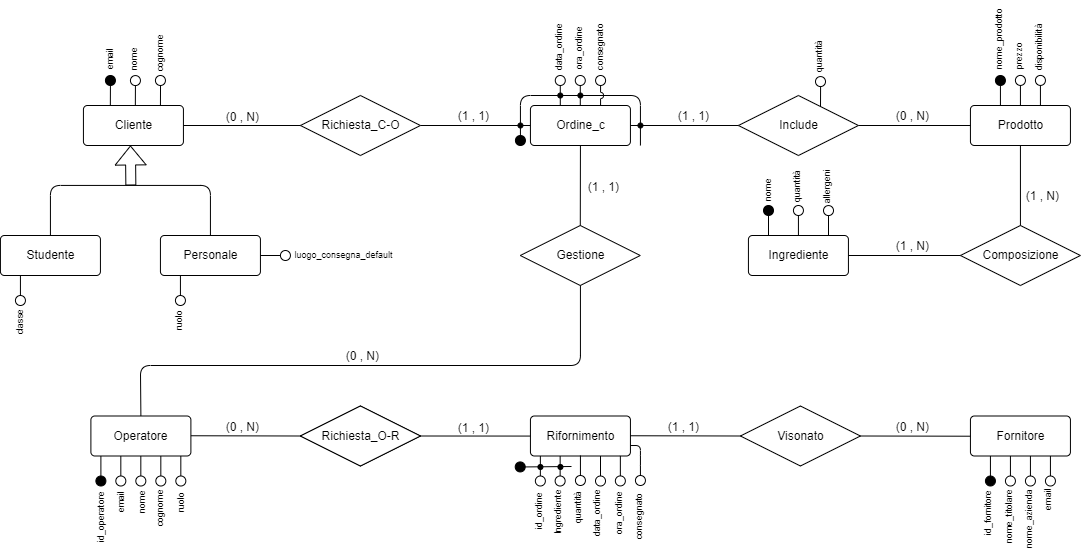 email
nome
cognome
Cliente
(0 , N)
Richiesta_C-O
(1 , 1)
data_ordine
ora_ordine
consegnato
Ordine_c
(1 , 1)
quantità
Include
(0 , N)
nome_prodotto
prezzo
disponibilità
Prodotto
(1 , 1)
(1 , N)
Studente
classe
Personale
luogo_consegna_default
ruolo
Gestione
nome
quantità
allergeni
Ingrediente
(1 , N)
Composizione
(0 , N)
Operatore
(0 , N)
Richiesta_O-R
(1 , 1)
Rifornimento
(1 , 1)
Visonato
(0 , N)
Fornitore
id_operatore
email
nome
cognome
ruolo
id_ordine
Ingrediente
quantità
data_ordine
ora_ordine
consegnato
id_fornitore
nome_titolare
nome_azienda
email